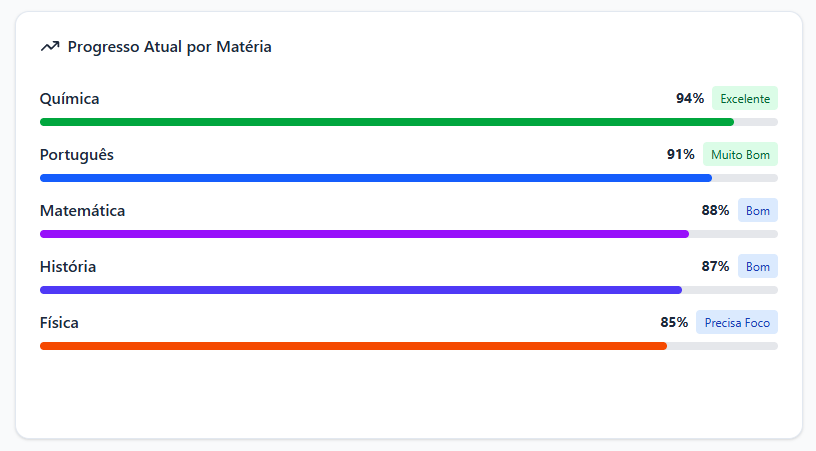 Progresso Atual por Matéria
Química 94% Excelente
Português 91% Muito Bom
Matemática 88% Bom
História 87% Bom
Física 85% Precisa Foco